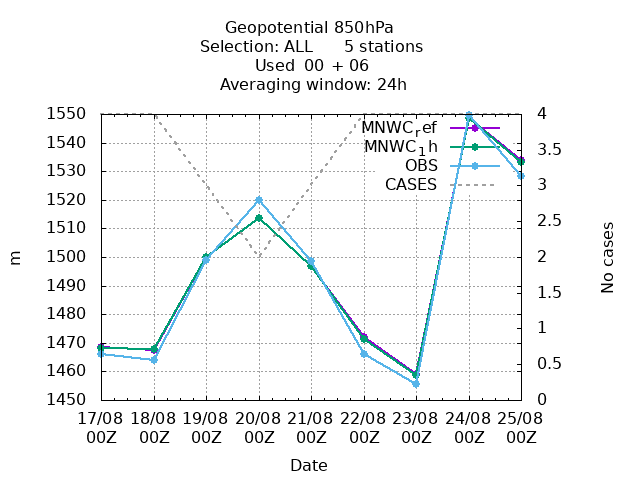 Geopotential 850hPa
Selection: ALL      5 stations
Used  00 + 06
Averaging window: 24h
1550
1540
1530
1520
1510
1500
1490
1480
1470
1460
1450
m
MNWC_ref
MNWC_1h
OBS
CASES
4
3.5
3
2.5
2
1.5
1
0.5
0
No cases
17/08 18/08 19/08 20/08 21/08 22/08 23/08 24/08 25/08
00Z 00Z 00Z 00Z 00Z 00Z 00Z 00Z 00Z
Date